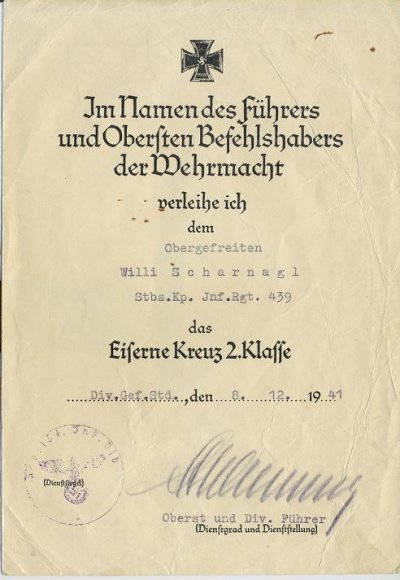 Im Namen des Führers
und Obersten Befehlshabers
der Wehrmacht
verleihe ich
dem
Obergefreiten
Willi Scharnagl
Stbs.Kp. Jnf.Rgt. 439
das
Eiserne Kreuz 2. Klasse
Div.Gef.Std., den 8. 12. 1941
(Dienstsiegel)
Oberst und Div. Führer
(Dienstgrad und Dienststellung)